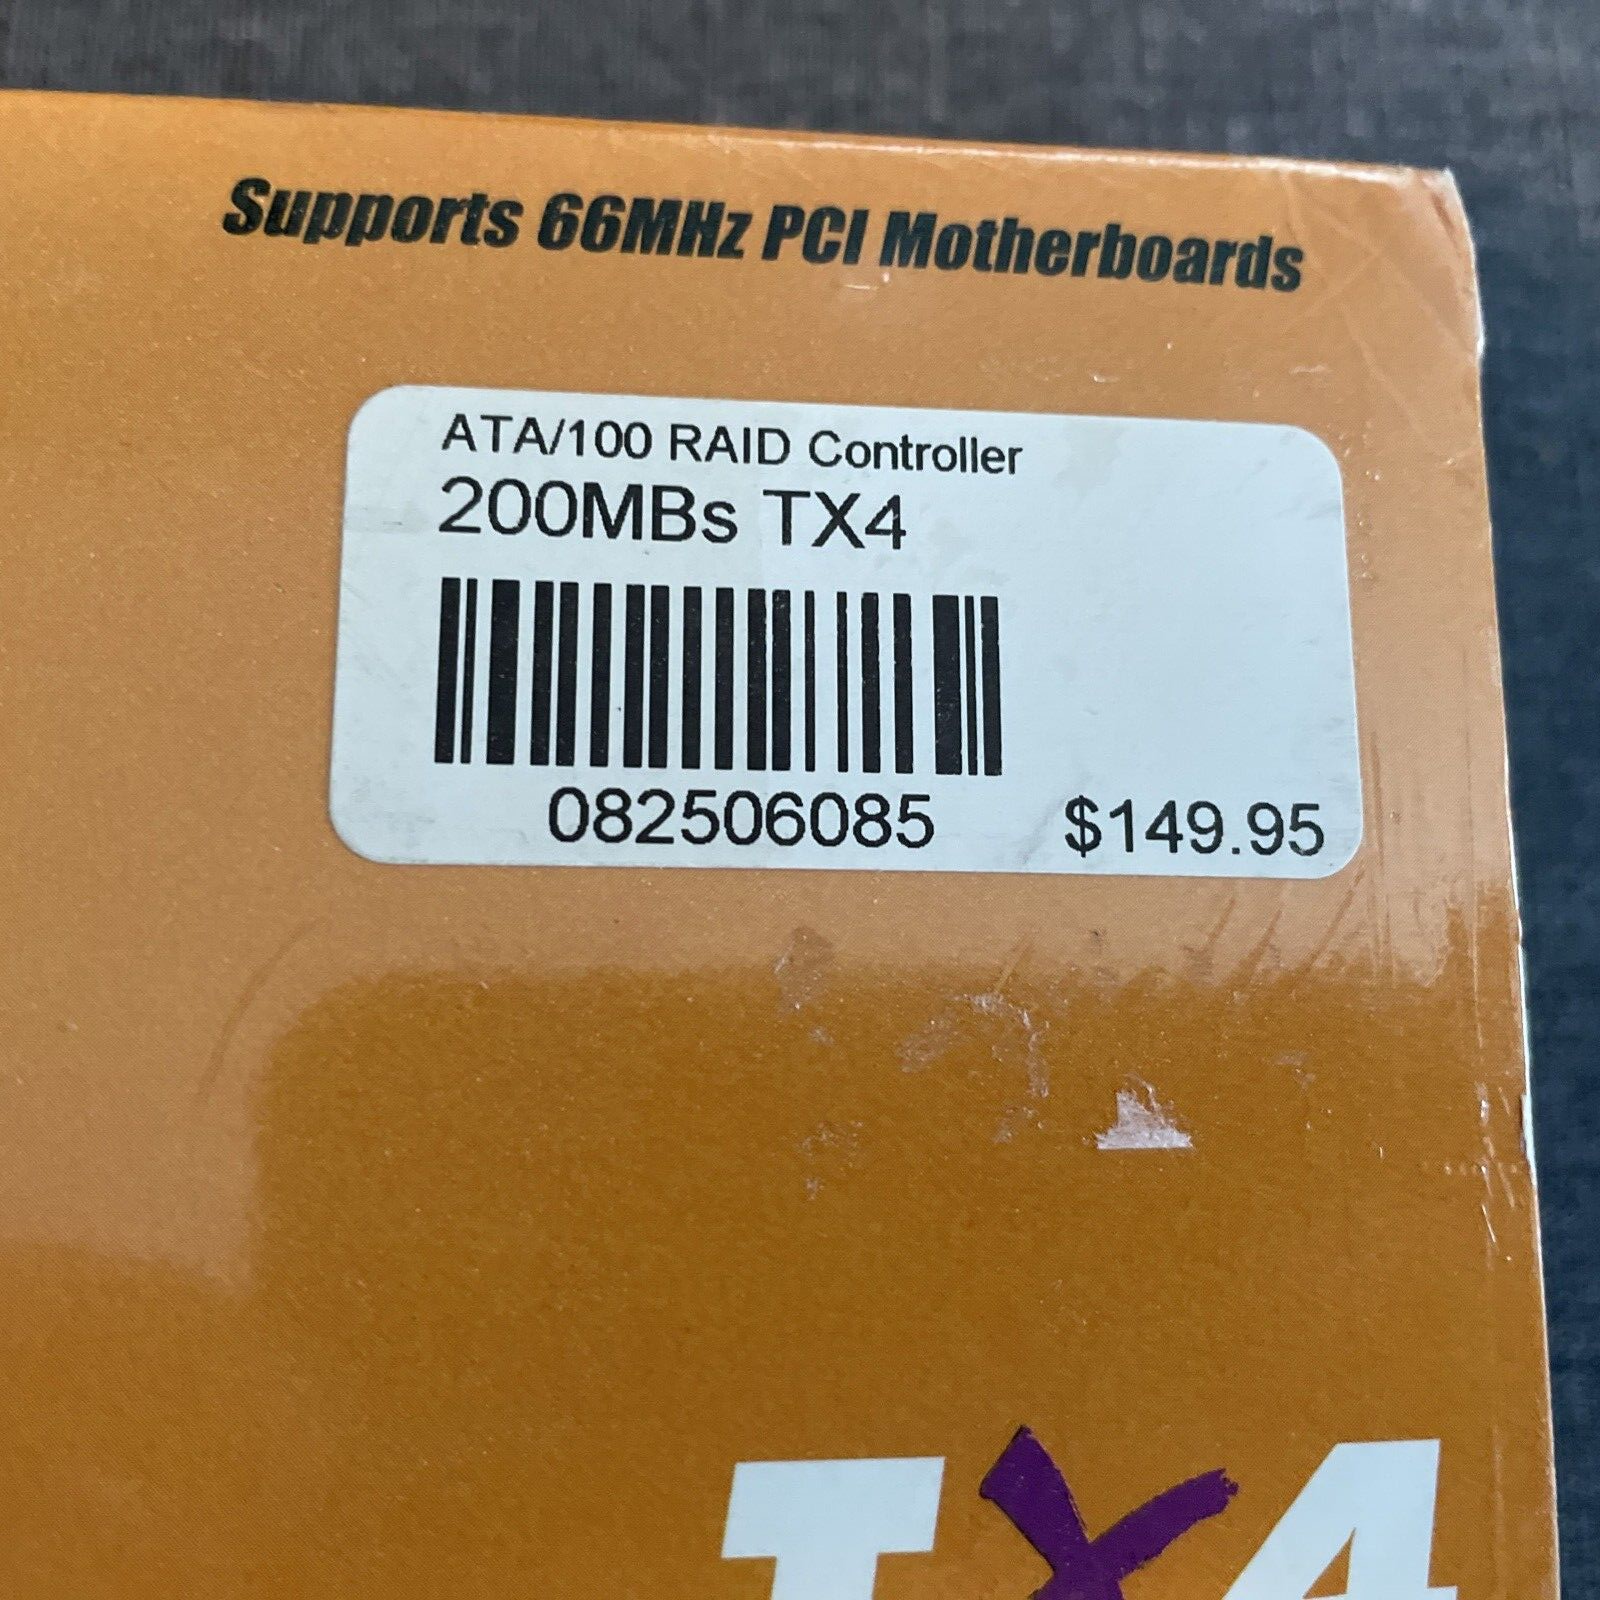 Supports 66MHz PCI Motherboards
ATA/100 RAID Controller
200MBs TX4
082506085 $149.95
TX4